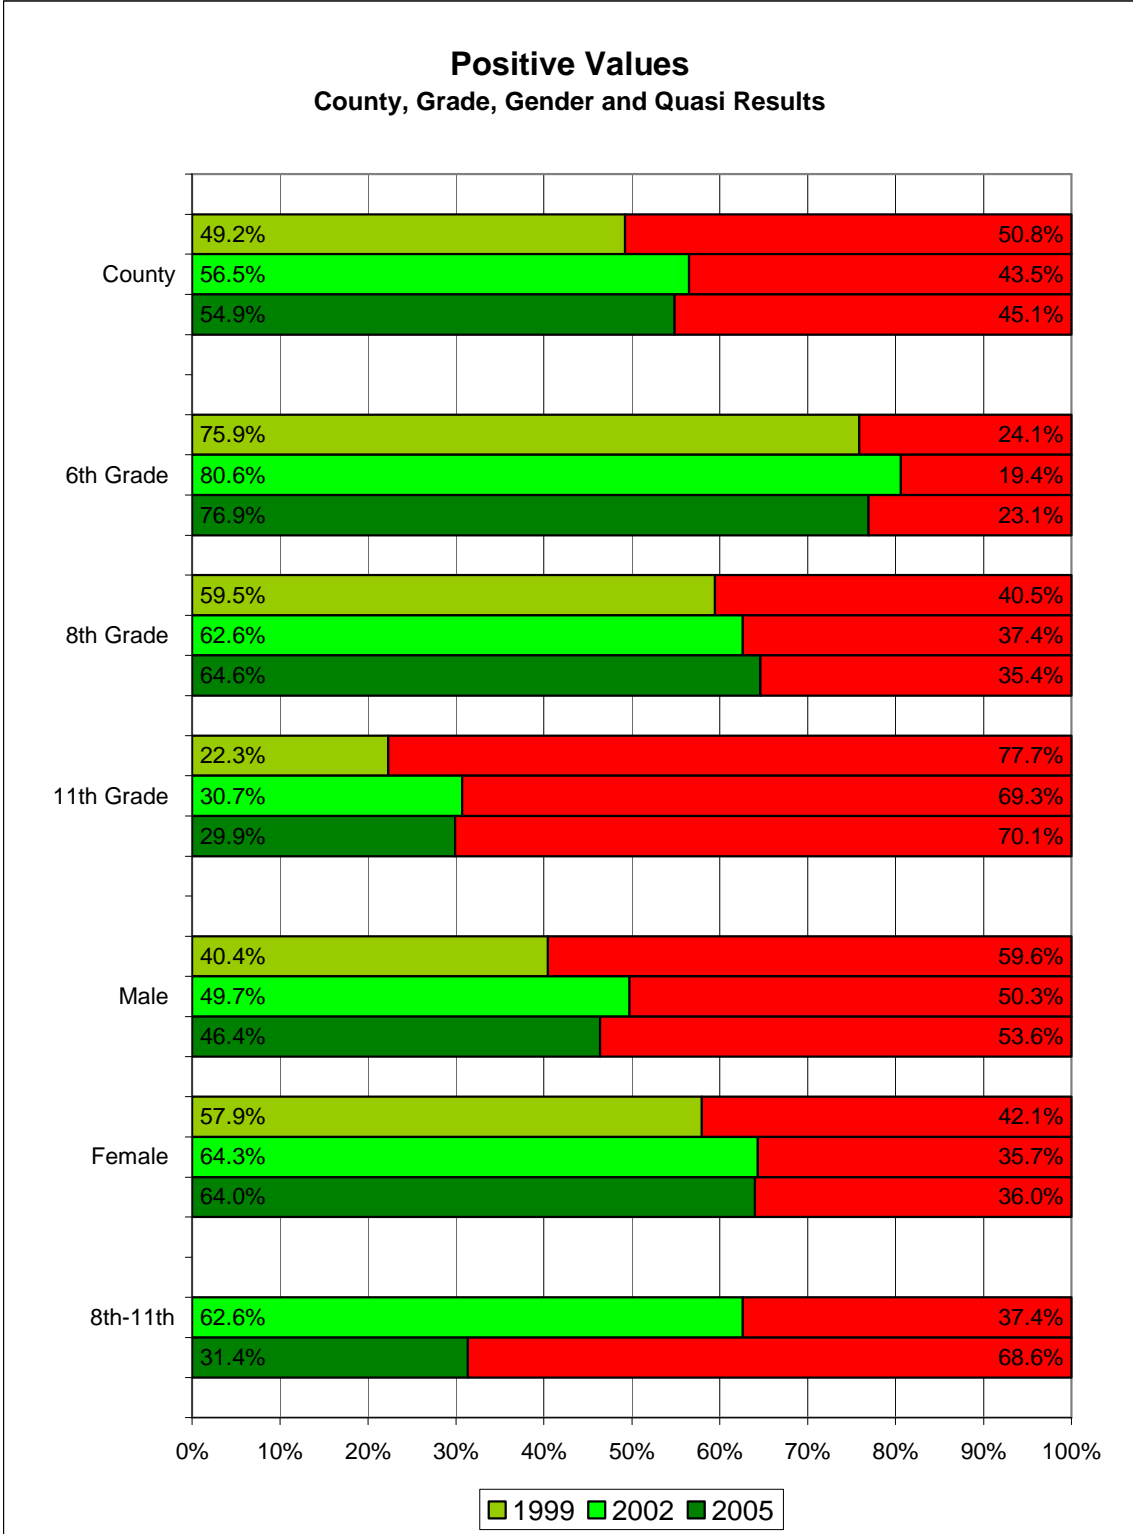 Positive Values
County, Grade, Gender and Quasi Results
49.2% 50.8%
County 56.5% 43.5%
54.9% 45.1%
75.9% 24.1%
6th Grade 80.6% 19.4%
76.9% 23.1%
59.5% 40.5%
8th Grade 62.6% 37.4%
64.6% 35.4%
22.3% 77.7%
11th Grade 30.7% 69.3%
29.9% 70.1%
40.4% 59.6%
Male 49.7% 50.3%
46.4% 53.6%
57.9% 42.1%
Female 64.3% 35.7%
64.0% 36.0%
8th-11th 62.6% 37.4%
31.4% 68.6%
0% 10% 20% 30% 40% 50% 60% 70% 80% 90% 100%
1999 2002 2005